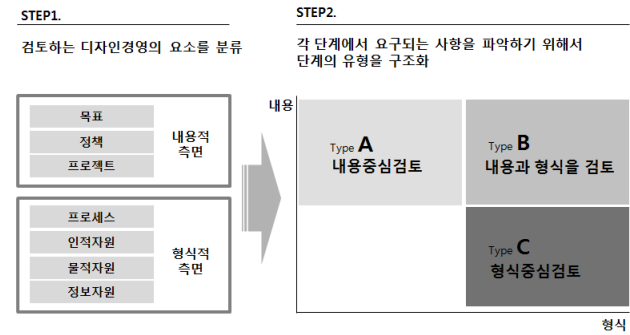 STEP1.
검토하는 디자인경영의 요소를 분류
목표
정책
프로젝트
내용적
측면
프로세스
인적자원
물적자원
정보자원
형식적
측면
STEP2.
각 단계에서 요구되는 사항을 파악하기 위해서
단계의 유형을 구조화
내용
Type A
내용중심검토
Type B
내용과 형식을 검토
Type C
형식중심검토
형식